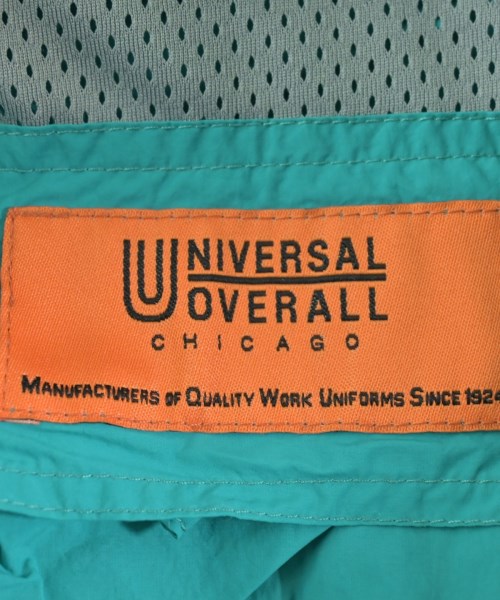 UNIVERSAL
OVERALL
CHICAGO
MANUFACTURERS OF QUALITY WORK UNIFORMS SINCE 1924